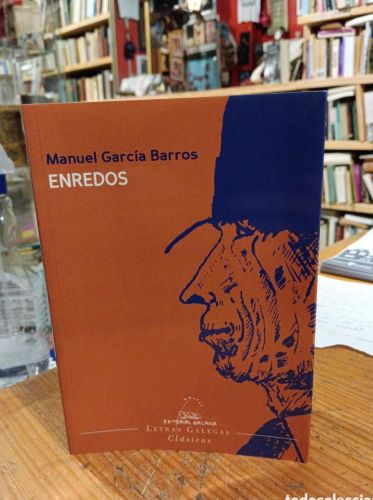 Manuel García Barros
ENREDOS
EDITORIAL GALAXIA
LETRAS GALEGAS
Clásicos
todocoleccion